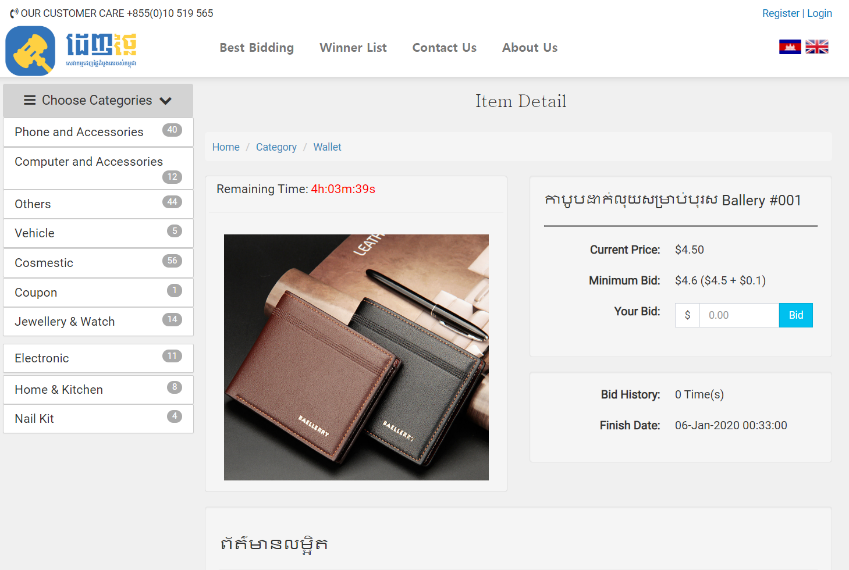 OUR CUSTOMER CARE +855(0)10 519 565
Register | Login
ដេញថ្លៃ
Best Bidding
Winner List
Contact Us
About Us
Choose Categories
Item Detail
Phone and Accessories 40
Computer and Accessories
12
Others 44
Vehicle 5
Cosmestic 56
Coupon 1
Jewellery & Watch 14
Electronic 11
Home & Kitchen 8
Nail Kit 4
Home / Category / Wallet
Remaining Time: 4h:03m:39s
LEATH
BAELLERRY
BAELLERRY
កាបូបដាក់លុយសម្រាប់បុរស Ballery #001
Current Price: $4.50
Minimum Bid: $4.6 ($4.5 + $0.1)
Your Bid: $ 0.00 Bid
Bid History: 0 Time(s)
Finish Date: 06-Jan-2020 00:33:00
ព័ត៌មានលម្អិត